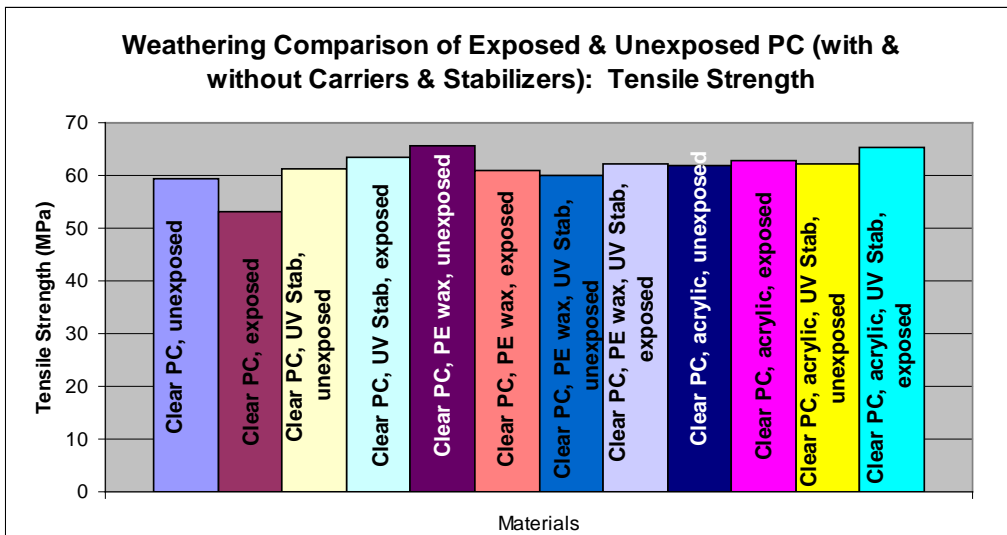 Weathering Comparison of Exposed & Unexposed PC (with &
without Carriers & Stabilizers):  Tensile Strength
70
60
50
40
30
20
10
0
Tensile Strength (MPa)
Clear PC, unexposed
Clear PC, exposed
Clear PC, UV Stab,
unexposed
Clear PC, UV Stab, exposed
Clear PC, PE wax, unexposed
Clear PC, PE wax, exposed
Clear PC, PE wax, UV Stab,
unexposed
Clear PC, PE wax, UV Stab,
exposed
Clear PC, acrylic, unexposed
Clear PC, acrylic, exposed
Clear PC, acrylic, UV Stab,
unexposed
Clear PC, acrylic, UV Stab,
exposed
Materials